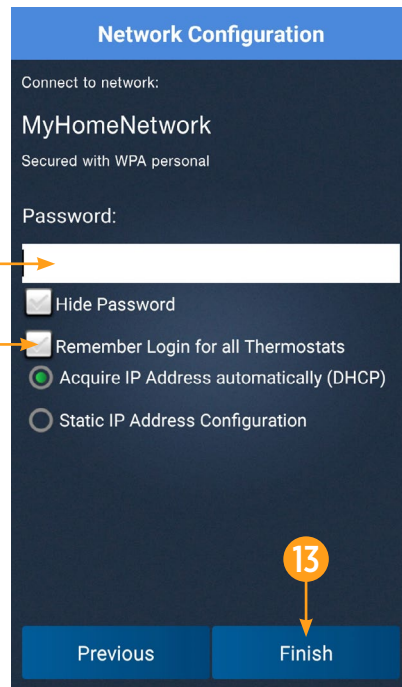 Network Configuration
Connect to network:
MyHomeNetwork
Secured with WPA personal
Password:
Hide Password
Remember Login for all Thermostats
Acquire IP Address automatically (DHCP)
Static IP Address Configuration
13
Previous Finish